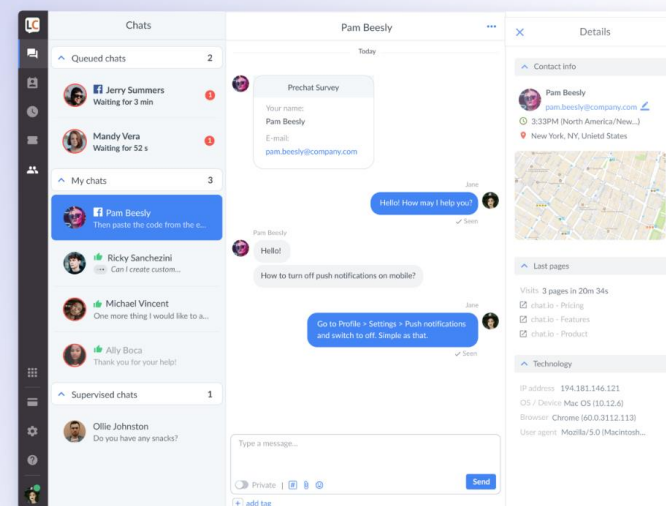 LC
Chats
Queued chats 2
Jerry Summers
Waiting for 3 min
1
Mandy Vera
Waiting for 52 s
1
My chats 3
Pam Beesly
Then paste the code from the e...
Ricky Sanchezini
Can I create custom...
Michael Vincent
One more thing I would like to a...
Ally Boca
Thank you for your help!
Supervised chats 1
Ollie Johnston
Do you have any snacks?
Pam Beesly
Today
Prechat Survey
Your name:
Pam Beesly
E-mail:
pam.beesly@company.com
Jane
Hello! How may I help you?
Seen
Pam Beesly
Hello!
How to turn off push notifications on mobile?
Jane
Go to Profile > Settings > Push notifications
and switch to off. Simple as that.
Seen
Type a message...
Private | #
Send
+ add tag
Details
Contact info
Pam Beesly
pam.beesly@company.com
3:33PM (North America/New...)
New York, NY, Unietd States
Last pages
Visits 3 pages in 20m 34s
chat.io - Pricing
chat.io - Features
chat.io - Product
Technology
IP address 194.181.146.121
OS / Device Mac OS (10.12.6)
Browser Chrome (60.0.3112.113)
User agent Mozilla/5.0 (Macintosh...